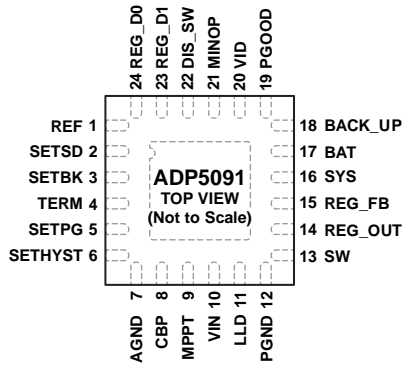 24 REG_D0
23 REG_D1
22 DIS_SW
21 MINOP
20 VID
19 PGOOD
REF 1
SETSD 2
SETBK 3
TERM 4
SETPG 5
SETHYST 6
ADP5091
TOP VIEW
(Not to Scale)
18 BACK_UP
17 BAT
16 SYS
15 REG_FB
14 REG_OUT
13 SW
AGND 7
CBP 8
MPPT 9
VIN 10
LLD 11
PGND 12